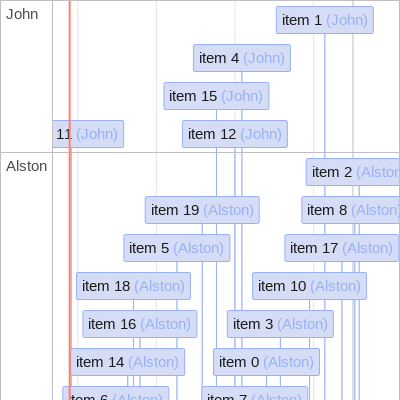 John
item 1 (John)
item 4 (John)
item 15 (John)
11 (John)
item 12 (John)
Alston
item 2 (Alston
item 19 (Alston)
item 8 (Alston)
item 5 (Alston)
item 17 (Alston)
item 18 (Alston)
item 10 (Alston)
item 16 (Alston)
item 3 (Alston)
item 14 (Alston)
item 0 (Alston)
item 6 (Alston)
item 7 (Alston)